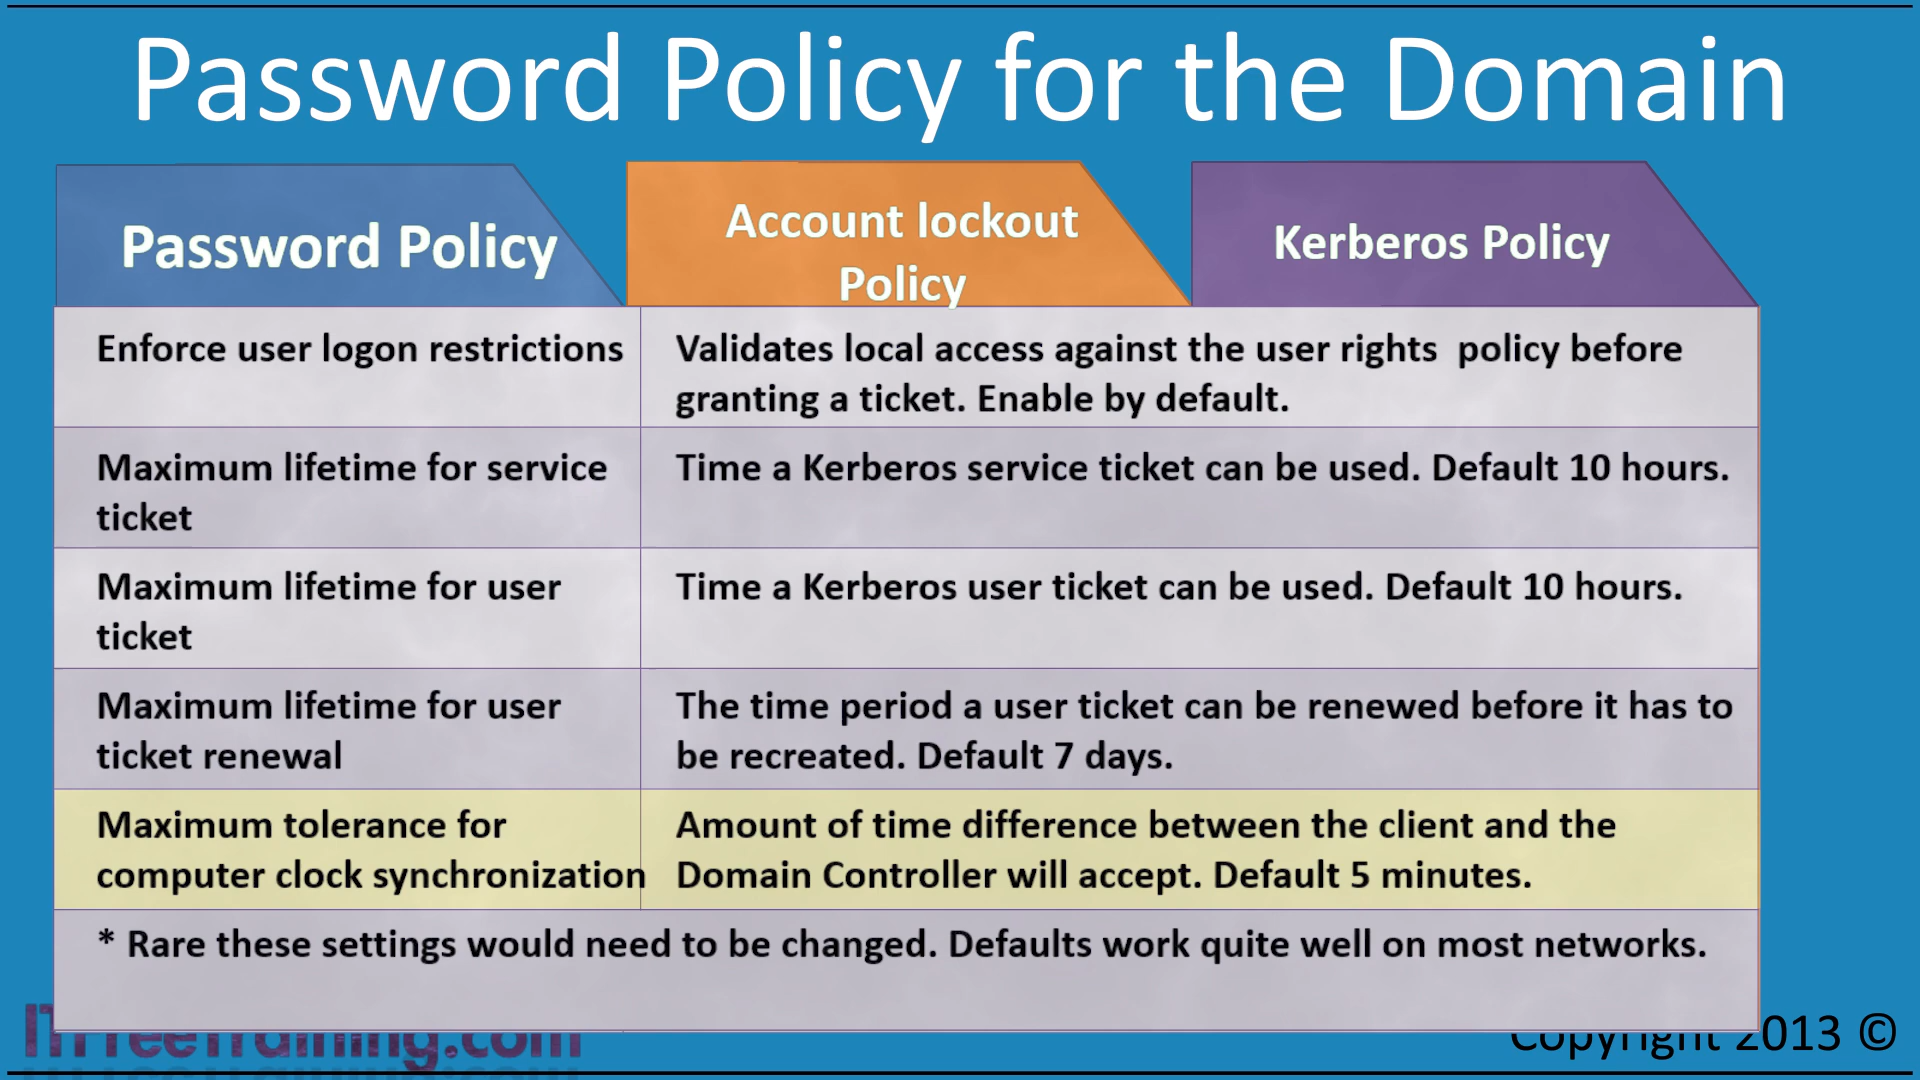 Password Policy for the Domain
Password Policy
Account lockout
Policy
Kerberos Policy
Enforce user logon restrictions
Validates local access against the user rights policy before
granting a ticket. Enable by default.
Maximum lifetime for service
ticket
Time a Kerberos service ticket can be used. Default 10 hours.
Maximum lifetime for user
ticket
Time a Kerberos user ticket can be used. Default 10 hours.
Maximum lifetime for user
ticket renewal
The time period a user ticket can be renewed before it has to
be recreated. Default 7 days.
Maximum tolerance for
computer clock synchronization
Amount of time difference between the client and the
Domain Controller will accept. Default 5 minutes.
* Rare these settings would need to be changed. Defaults work quite well on most networks.
ITFreeTraining.com
Copyright 2013 ©